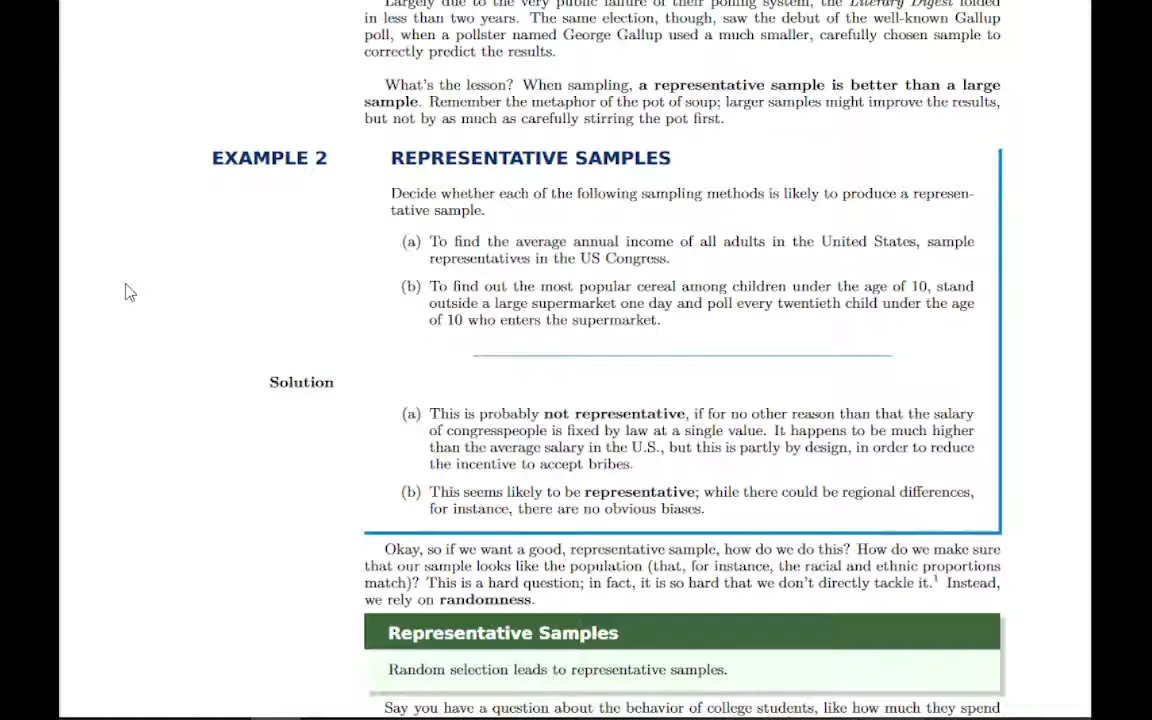 Largely due to the very public failure of their polling system, the Literary Digest folded
in less than two years. The same election, though, saw the debut of the well-known Gallup
poll, when a pollster named George Gallup used a much smaller, carefully chosen sample to
correctly predict the results.
What's the lesson? When sampling, a representative sample is better than a large
sample. Remember the metaphor of the pot of soup; larger samples might improve the results,
but not by as much as carefully stirring the pot first.
EXAMPLE 2 REPRESENTATIVE SAMPLES
Decide whether each of the following sampling methods is likely to produce a represen-
tative sample.
(a) To find the average annual income of all adults in the United States, sample
representatives in the US Congress.
(b) To find out the most popular cereal among children under the age of 10, stand
outside a large supermarket one day and poll every twentieth child under the age
of 10 who enters the supermarket.
Solution
(a) This is probably not representative, if for no other reason than that the salary
of congresspeople is fixed by law at a single value. It happens to be much higher
than the average salary in the U.S., but this is partly by design, in order to reduce
the incentive to accept bribes.
(b) This seems likely to be representative; while there could be regional differences,
for instance, there are no obvious biases.
Okay, so if we want a good, representative sample, how do we do this? How do we make sure
that our sample looks like the population (that, for instance, the racial and ethnic proportions
match)? This is a hard question; in fact, it is so hard that we don't directly tackle it.1 Instead,
we rely on randomness.
Representative Samples
Random selection leads to representative samples.
Say you have a question about the behavior of college students, like how much they spend